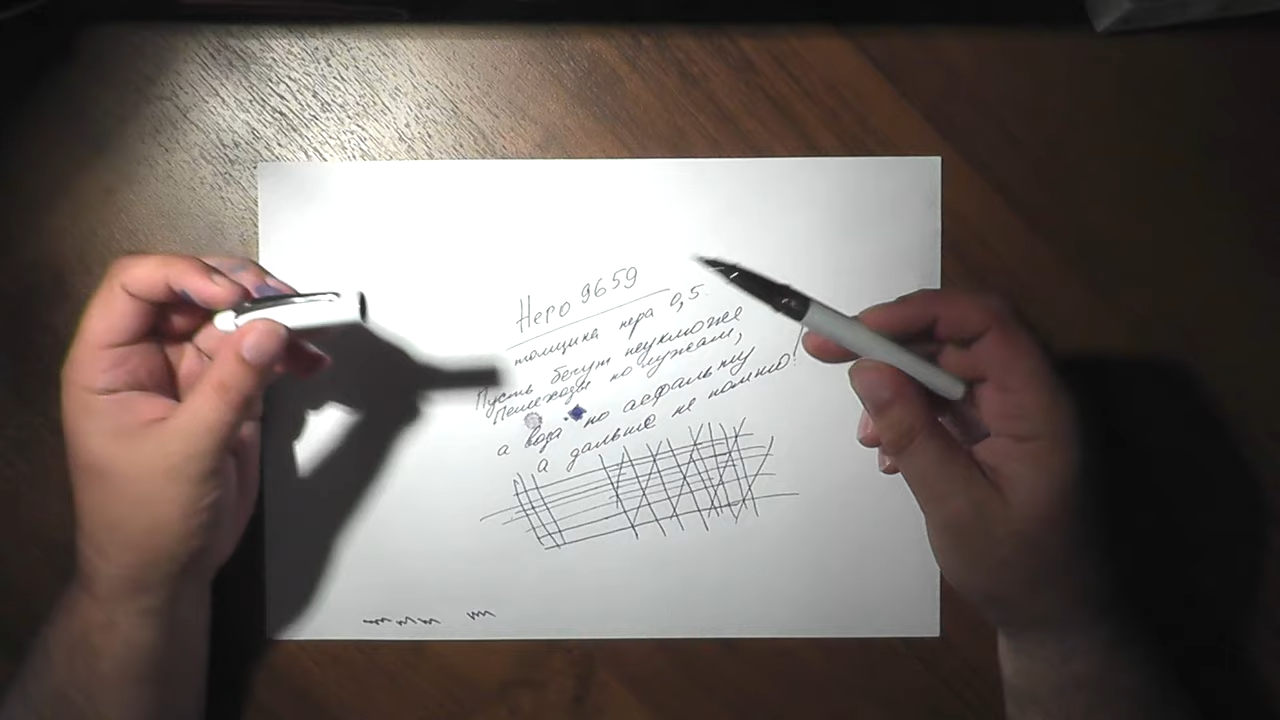 Hero 9659
толщина пера 0,5.
Пусть бегут неуклюже
Пешеходы по лужам,
а вода по асфальту
а дальше не помню!